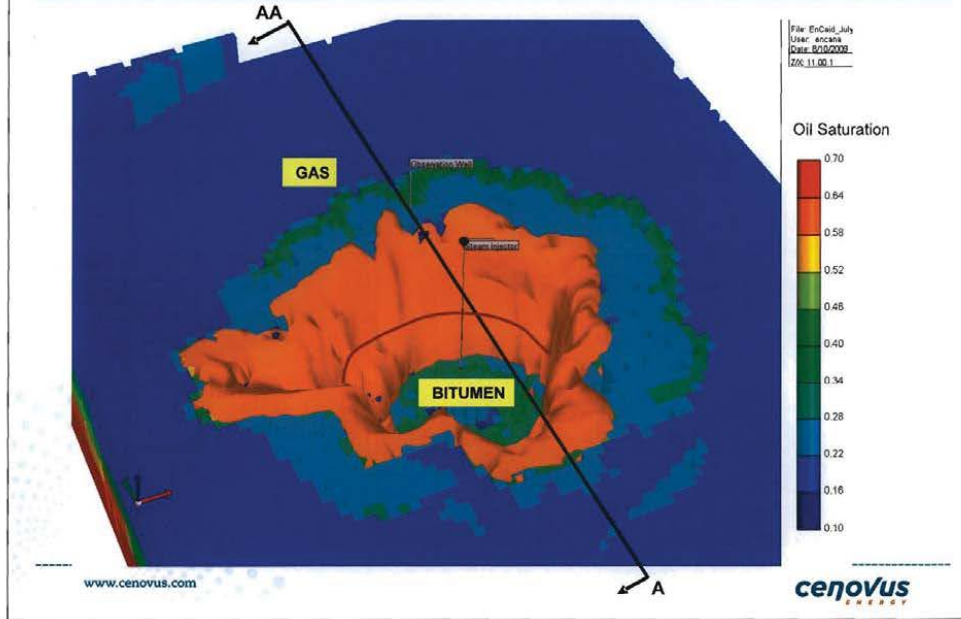 AA
File: EnCaid_July
User: encana
Date: 8/10/2009
Z/X: 11.00:1
Oil Saturation
0.70
0.64
0.58
0.52
0.46
0.40
0.34
0.28
0.22
0.16
0.10
GAS
Observation Well
Steam Injector
BITUMEN
A
www.cenovus.com
cenovus
ENERGY